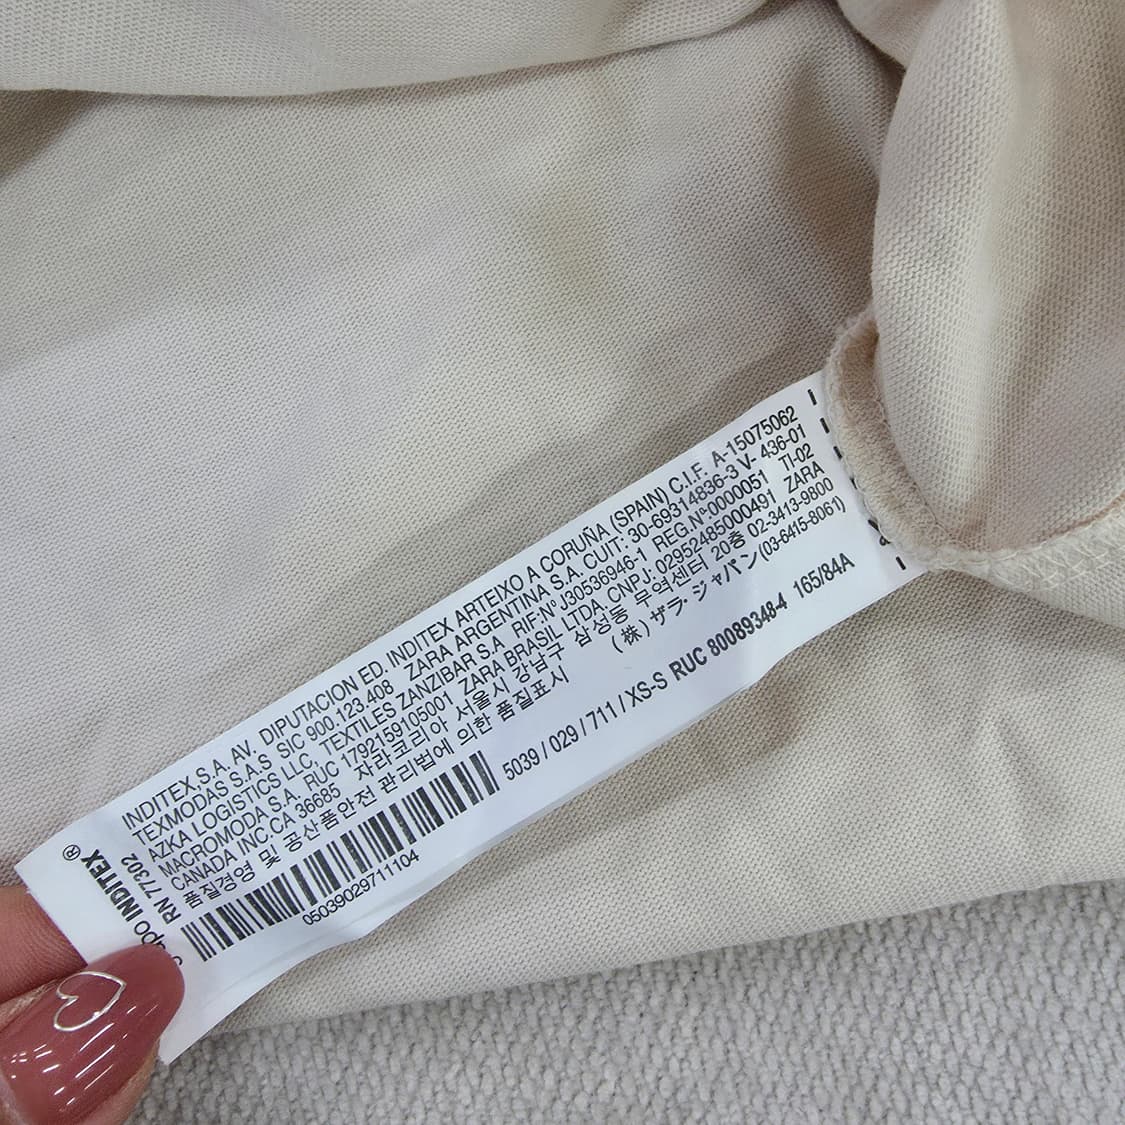 INDITEX
RN 77302
INDITEX,S.A. AV. DIPUTACION ED. INDITEX ARTEIXO A CORUÑA (SPAIN) C.I.F. A-15075062
TEXMODAS S.A.S SIC 900.123.408 ZARA ARGENTINA S.A. CUIT: 30-69314836-3 V- 436-01
AZKA LOGISTICS LLC, TEXTILES ZANZIBAR S.A RIF:Nº J30536946-1 REG.Nº0000051 TI-02
MACROMODA S.A. RUC 1792159105001 ZARA BRASIL LTDA, CNPJ: 02952485000491 ZARA
CANADA INC.CA 36685 자라코리아 서울시 강남구 삼성동 무역센터 20층 02-3413-9800
품질경영 및 공산품안전 관리법에 의한 품질표시 (株) ザラ・ジャパン(03-6415-8061)
05039029711104
5039 / 029 / 711 / XS-S RUC 80089348-4 165/84A